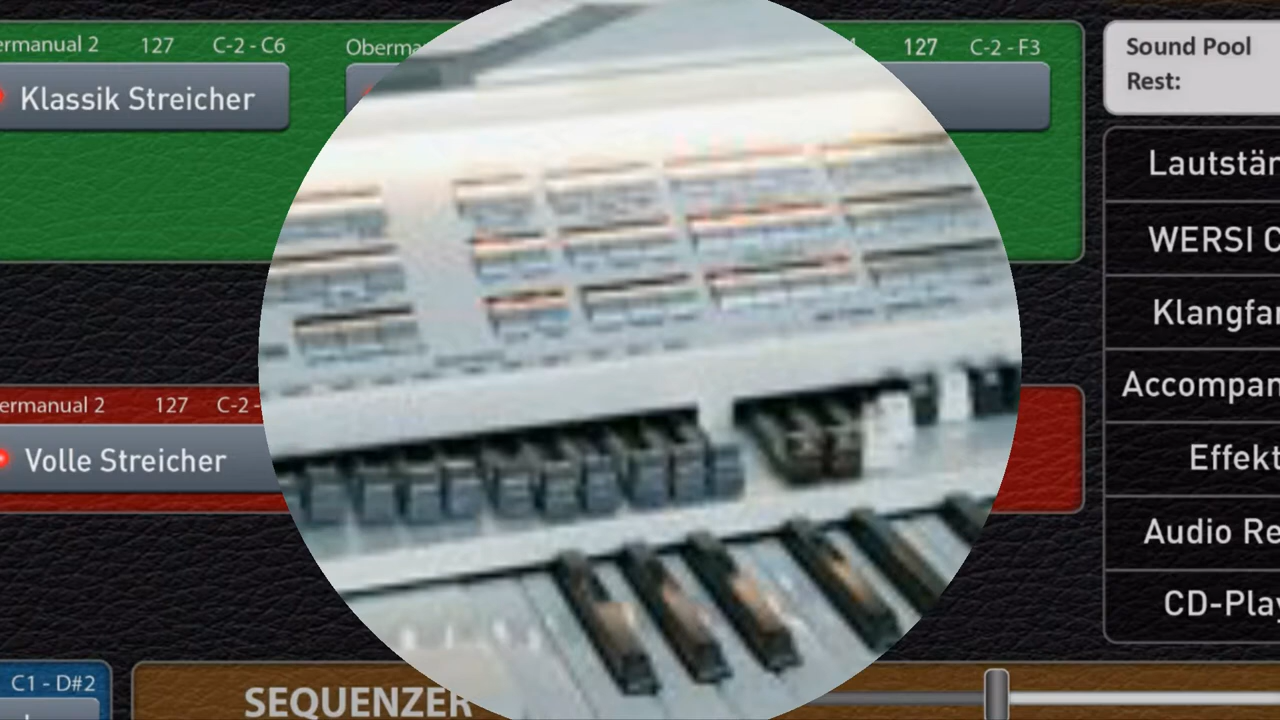 ermanual 2 127 C-2 - C6 Oberma 127 C-2 - F3
Klassik Streicher
Sound Pool
Rest:
Lautstär
WERSI C
Klangfar
Accompan
Effekt
Audio Re
CD-Play
ermanual 2 127 C-2 -
Volle Streicher
C1 - D#2
SEQUENZER